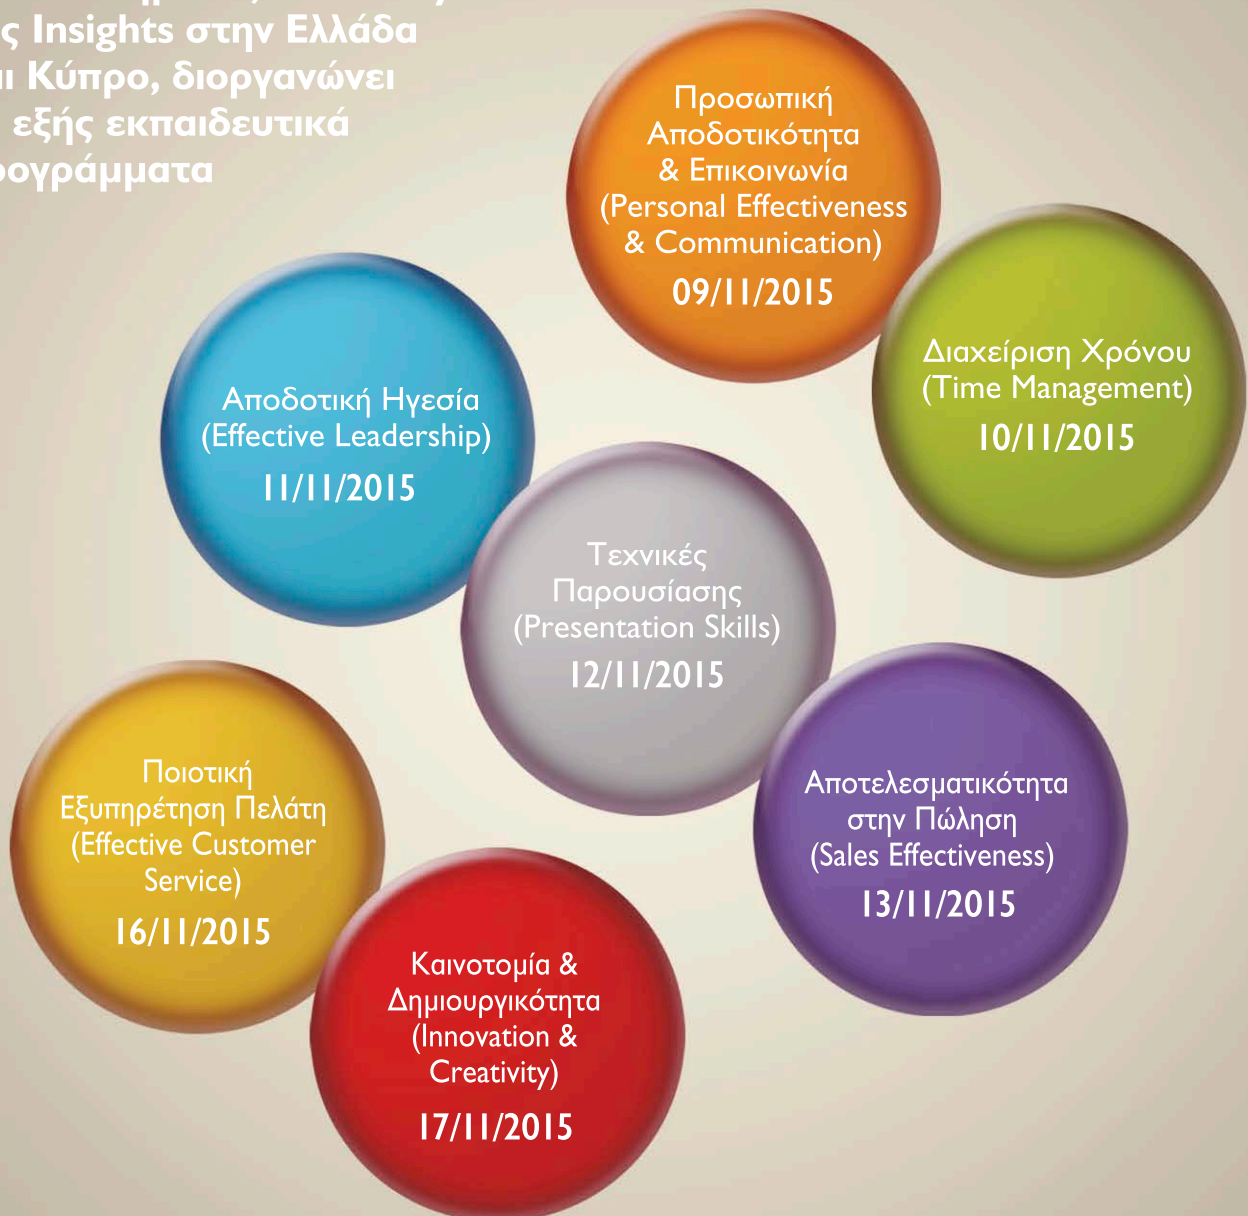 ς Insights στην Ελλάδα
ι Κύπρο, διοργανώνει
εξής εκπαιδευτικά
ρογράμματα
Προσωπική
Αποδοτικότητα
& Επικοινωνία
(Personal Effectiveness
& Communication)
09/11/2015
Διαχείριση Χρόνου
(Time Management)
10/11/2015
Αποδοτική Ηγεσία
(Effective Leadership)
11/11/2015
Τεχνικές
Παρουσίασης
(Presentation Skills)
12/11/2015
Αποτελεσματικότητα
στην Πώληση
(Sales Effectiveness)
13/11/2015
Ποιοτική
Εξυπηρέτηση Πελάτη
(Effective Customer
Service)
16/11/2015
Καινοτομία &
Δημιουργικότητα
(Innovation &
Creativity)
17/11/2015